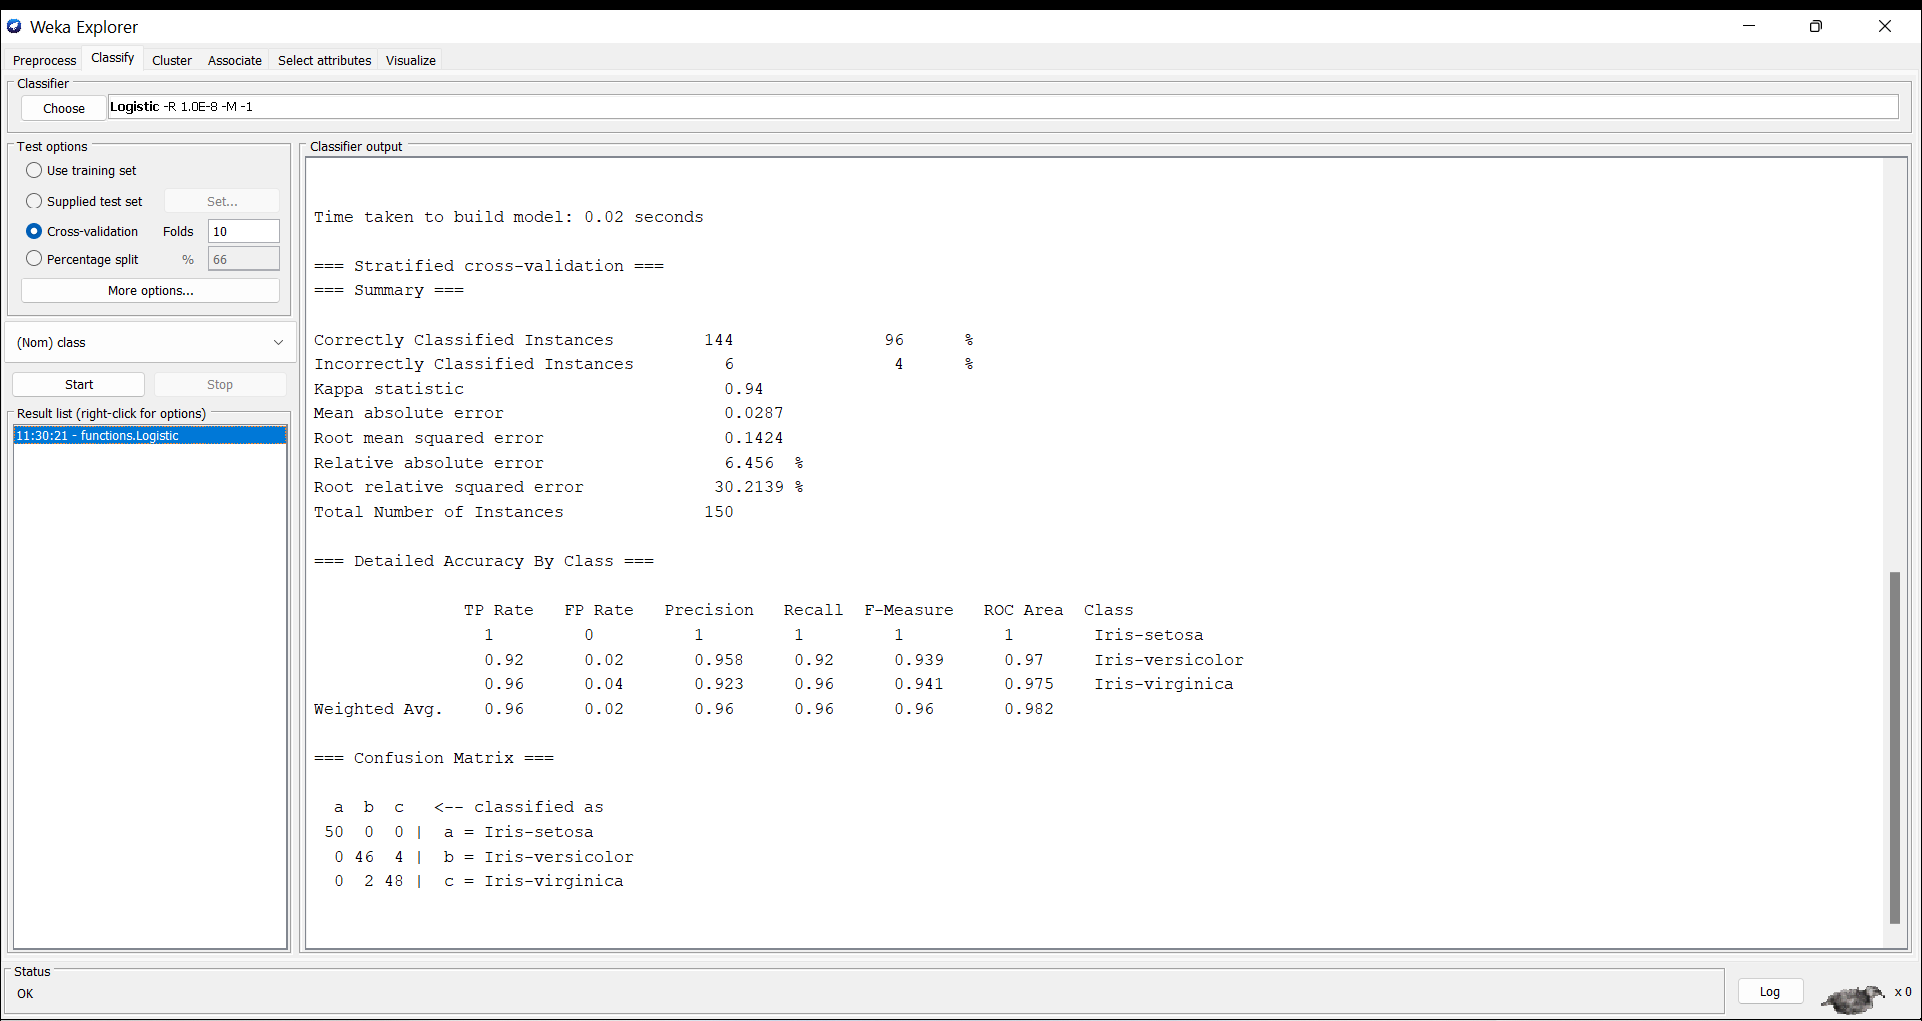 Weka Explorer
Preprocess Classify Cluster Associate Select attributes Visualize
Classifier
Choose Logistic -R 1.0E-8 -M -1
Test options
Use training set
Supplied test set Set...
Cross-validation Folds 10
Percentage split % 66
More options...
(Nom) class
Start Stop
Result list (right-click for options)
11:30:21 - functions.Logistic
Classifier output
Time taken to build model: 0.02 seconds
=== Stratified cross-validation ===
=== Summary ===
Correctly Classified Instances 144 96 %
Incorrectly Classified Instances 6 4 %
Kappa statistic 0.94
Mean absolute error 0.0287
Root mean squared error 0.1424
Relative absolute error 6.456 %
Root relative squared error 30.2139 %
Total Number of Instances 150
=== Detailed Accuracy By Class ===
TP Rate FP Rate Precision Recall F-Measure ROC Area Class
1 0 1 1 1 1 Iris-setosa
0.92 0.02 0.958 0.92 0.939 0.97 Iris-versicolor
0.96 0.04 0.923 0.96 0.941 0.975 Iris-virginica
Weighted Avg. 0.96 0.02 0.96 0.96 0.96 0.982
=== Confusion Matrix ===
a b c <-- classified as
50 0 0 | a = Iris-setosa
0 46 4 | b = Iris-versicolor
0 2 48 | c = Iris-virginica
Status
OK
Log x 0